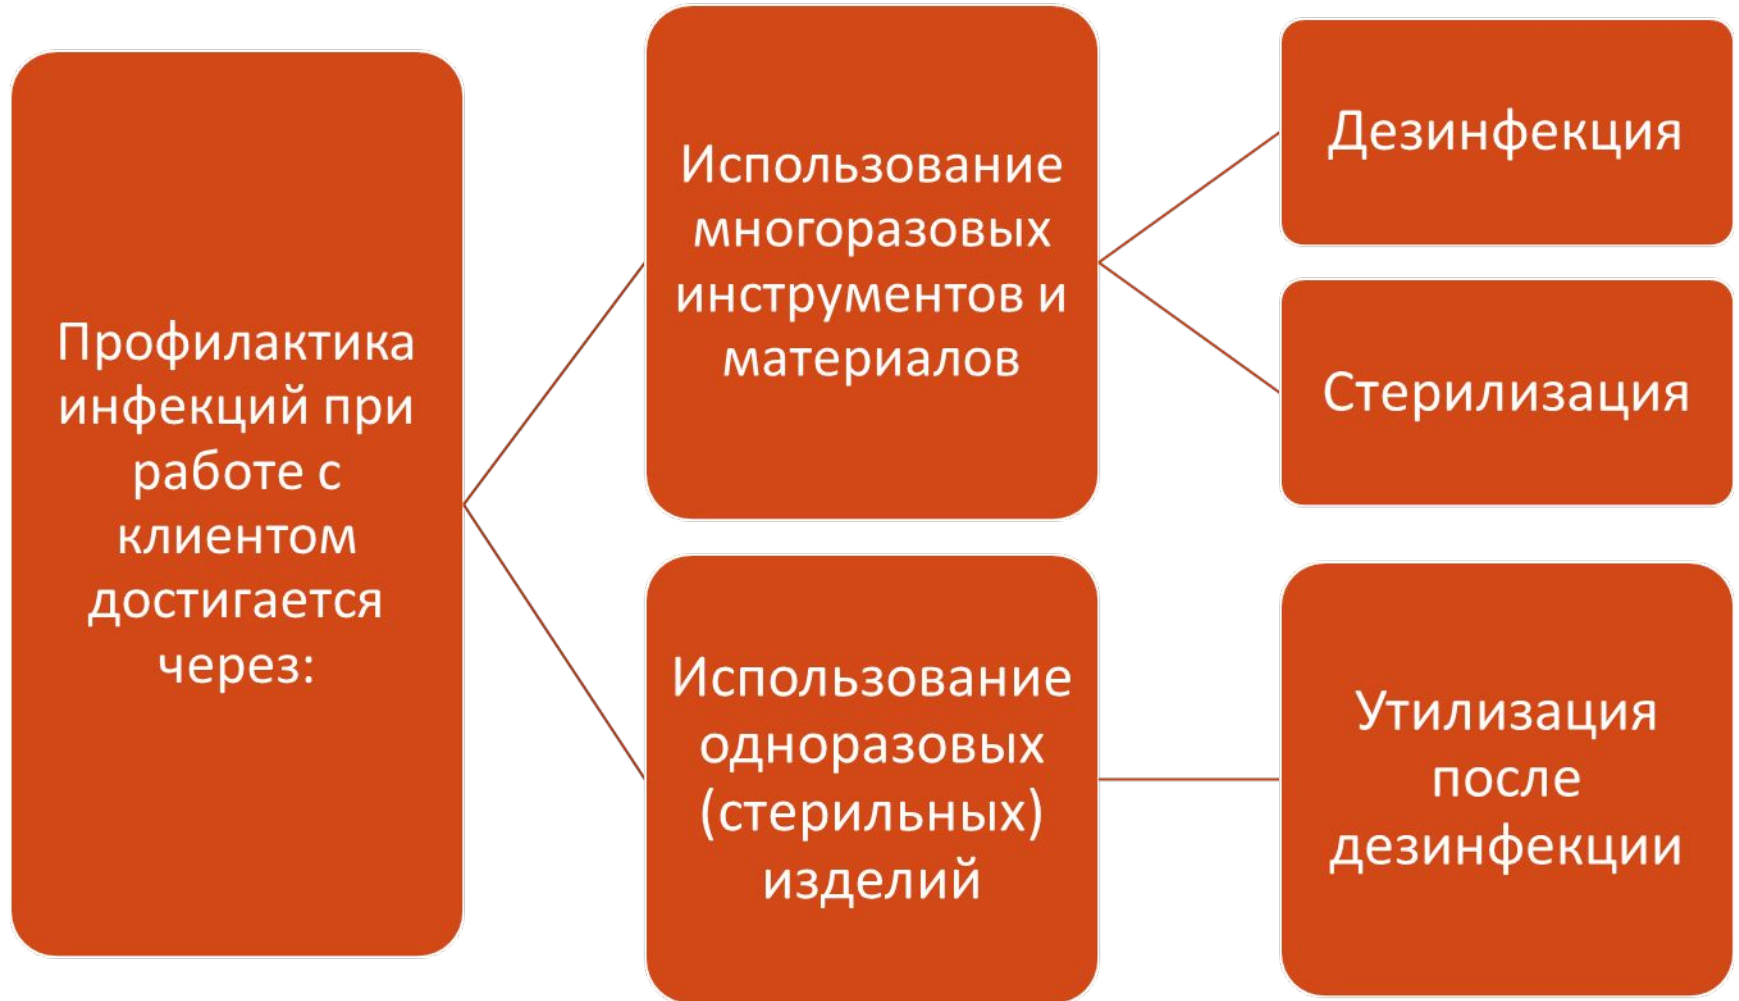 Профилактика
инфекций при
работе с
клиентом
достигается
через:
Использование
многоразовых
инструментов и
материалов
Дезинфекция
Стерилизация
Использование
одноразовых
(стерильных)
изделий
Утилизация
после
дезинфекции